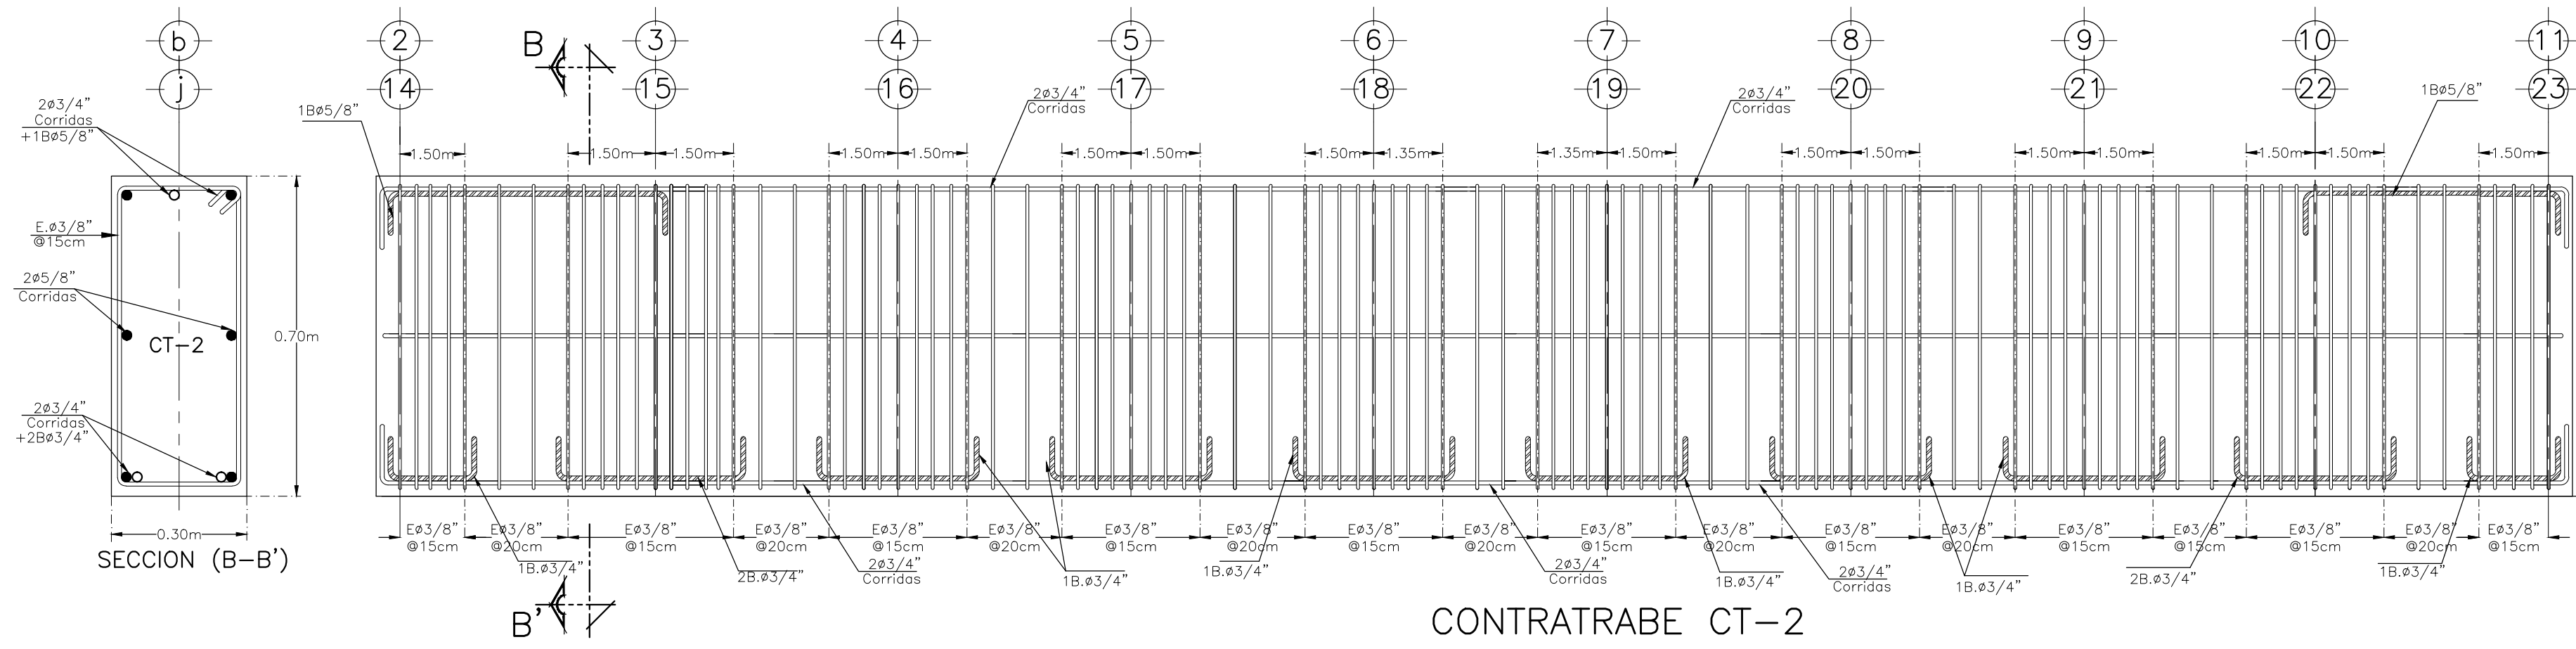 b
j
2ø3/4"
Corridas
+1Bø5/8"
E.ø3/8"
@15cm
2ø5/8"
Corridas
CT-2
0.70m
2ø3/4"
Corridas
+2Bø3/4"
0.30m
SECCION (B-B')
2
14
B
3
15
4
16
5
17
6
18
7
19
8
20
9
21
10
22
11
23
1Bø5/8"
2ø3/4"
Corridas
2ø3/4"
Corridas
1Bø5/8"
1.50m
1.50m
1.50m
1.50m
1.50m
1.50m
1.50m
1.50m
1.35m
1.35m
1.50m
1.50m
1.50m
1.50m
1.50m
1.50m
1.50m
1.50m
Eø3/8"
@15cm
Eø3/8"
@20cm
Eø3/8"
@15cm
Eø3/8"
@20cm
Eø3/8"
@15cm
Eø3/8"
@20cm
Eø3/8"
@15cm
Eø3/8"
@20cm
Eø3/8"
@15cm
Eø3/8"
@20cm
Eø3/8"
@15cm
Eø3/8"
@20cm
Eø3/8"
@15cm
Eø3/8"
@20cm
Eø3/8"
@15cm
Eø3/8"
@15cm
Eø3/8"
@15cm
Eø3/8"
@20cm
Eø3/8"
@15cm
1B.ø3/4"
2B.ø3/4"
2ø3/4"
Corridas
1B.ø3/4"
1B.ø3/4"
2ø3/4"
Corridas
1B.ø3/4"
2ø3/4"
Corridas
1B.ø3/4"
2B.ø3/4"
1B.ø3/4"
B'
CONTRATRABE CT-2